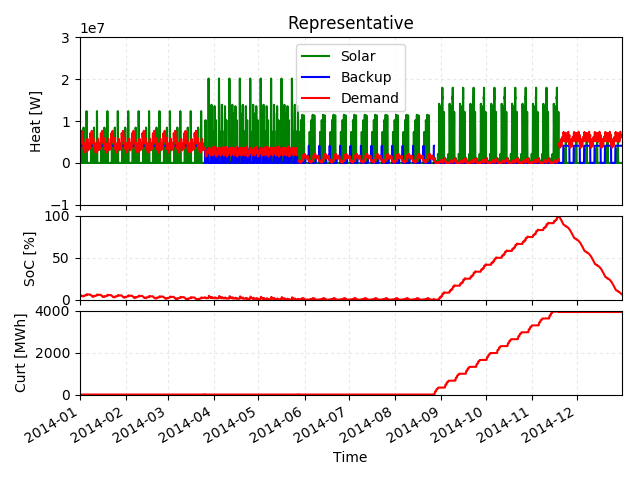 Representative
1e7
3
2
1
0
−1
Heat [W]
Solar
Backup
Demand
100
50
0
SoC [%]
4000
2000
0
Curt [MWh]
2014-01
2014-02
2014-03
2014-04
2014-05
2014-06
2014-07
2014-08
2014-09
2014-10
2014-11
2014-12
Time